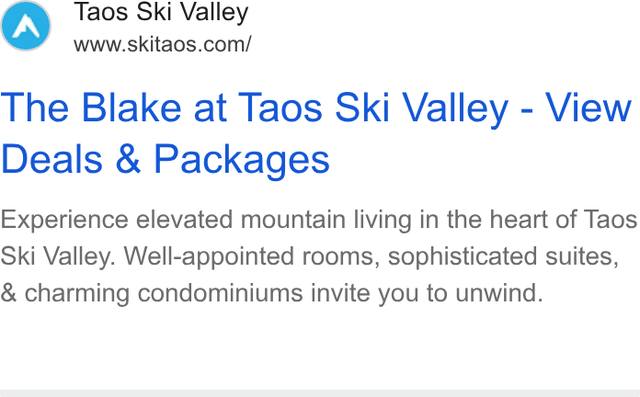 Taos Ski Valley
www.skitaos.com/
The Blake at Taos Ski Valley - View
Deals & Packages
Experience elevated mountain living in the heart of Taos
Ski Valley. Well-appointed rooms, sophisticated suites,
& charming condominiums invite you to unwind.